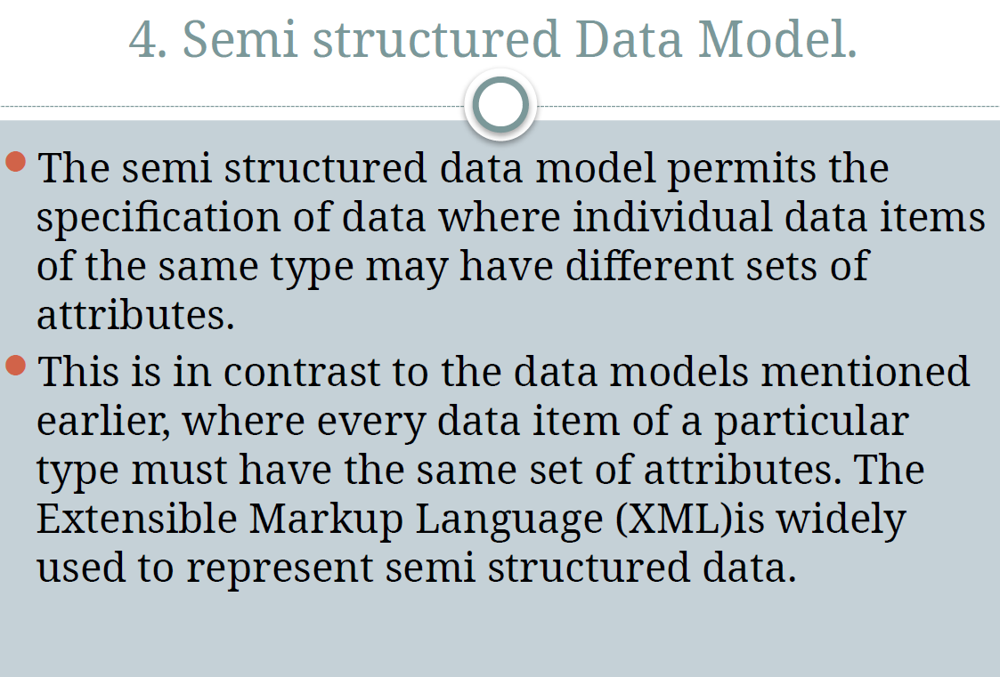 4. Semi structured Data Model.
The semi structured data model permits the
specification of data where individual data items
of the same type may have different sets of
attributes.
This is in contrast to the data models mentioned
earlier, where every data item of a particular
type must have the same set of attributes. The
Extensible Markup Language (XML)is widely
used to represent semi structured data.